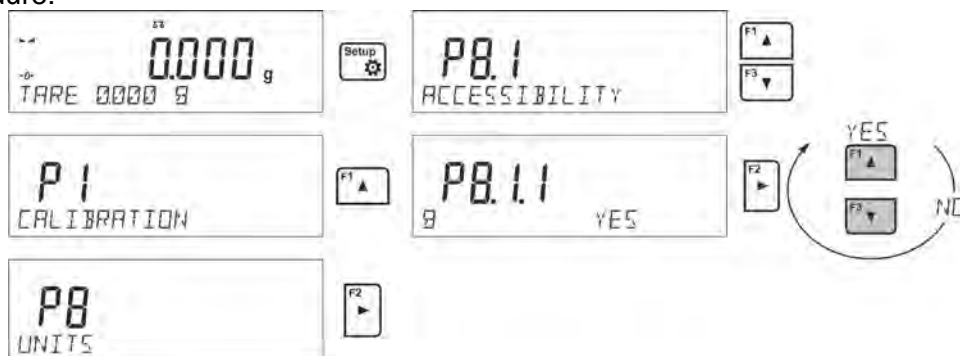 0.000 g
TARE 0.000 g
Setup
P1
CALIBRATION
F1
P8
UNITS
F2
P8.1
ACCESSIBILITY
F1
F3
P8.1.1
g YES
F2
YES
F1
F3
NO